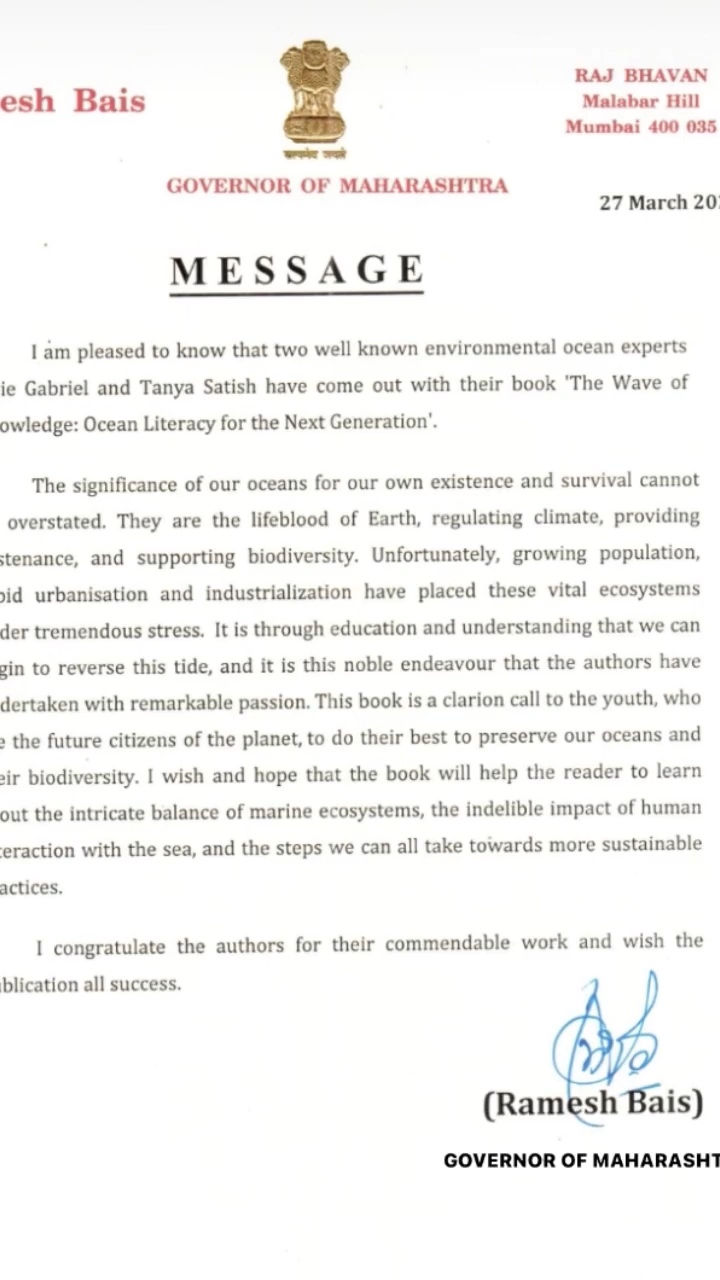 esh Bais
RAJ BHAVAN
Malabar Hill
Mumbai 400 035
सत्यमेव जयते
GOVERNOR OF MAHARASHTRA
27 March 20
MESSAGE
I am pleased to know that two well known environmental ocean experts
ie Gabriel and Tanya Satish have come out with their book 'The Wave of
owledge: Ocean Literacy for the Next Generation'.
The significance of our oceans for our own existence and survival cannot
overstated. They are the lifeblood of Earth, regulating climate, providing
stenance, and supporting biodiversity. Unfortunately, growing population,
pid urbanisation and industrialization have placed these vital ecosystems
der tremendous stress. It is through education and understanding that we can
gin to reverse this tide, and it is this noble endeavour that the authors have
dertaken with remarkable passion. This book is a clarion call to the youth, who
e the future citizens of the planet, to do their best to preserve our oceans and
eir biodiversity. I wish and hope that the book will help the reader to learn
out the intricate balance of marine ecosystems, the indelible impact of human
teraction with the sea, and the steps we can all take towards more sustainable
actices.
I congratulate the authors for their commendable work and wish the
blication all success.
(Ramesh Bais)
GOVERNOR OF MAHARASHT